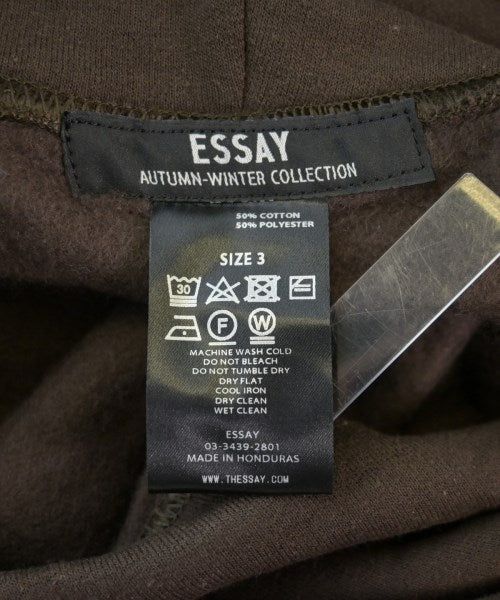 ESSAY
AUTUMN-WINTER COLLECTION
50% COTTON
50% POLYESTER
SIZE 3
30
F W
MACHINE WASH COLD
DO NOT BLEACH
DO NOT TUMBLE DRY
DRY FLAT
COOL IRON
DRY CLEAN
WET CLEAN
ESSAY
03-3439-2801
MADE IN HONDURAS
WWW.THESSAY.COM